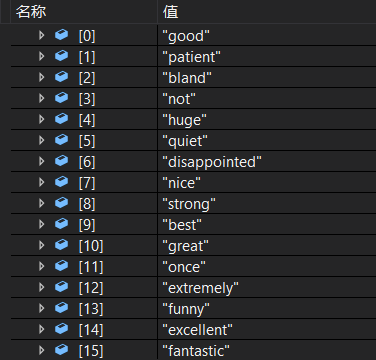 名称 值
[0] "good"
[1] "patient"
[2] "bland"
[3] "not"
[4] "huge"
[5] "quiet"
[6] "disappointed"
[7] "nice"
[8] "strong"
[9] "best"
[10] "great"
[11] "once"
[12] "extremely"
[13] "funny"
[14] "excellent"
[15] "fantastic"